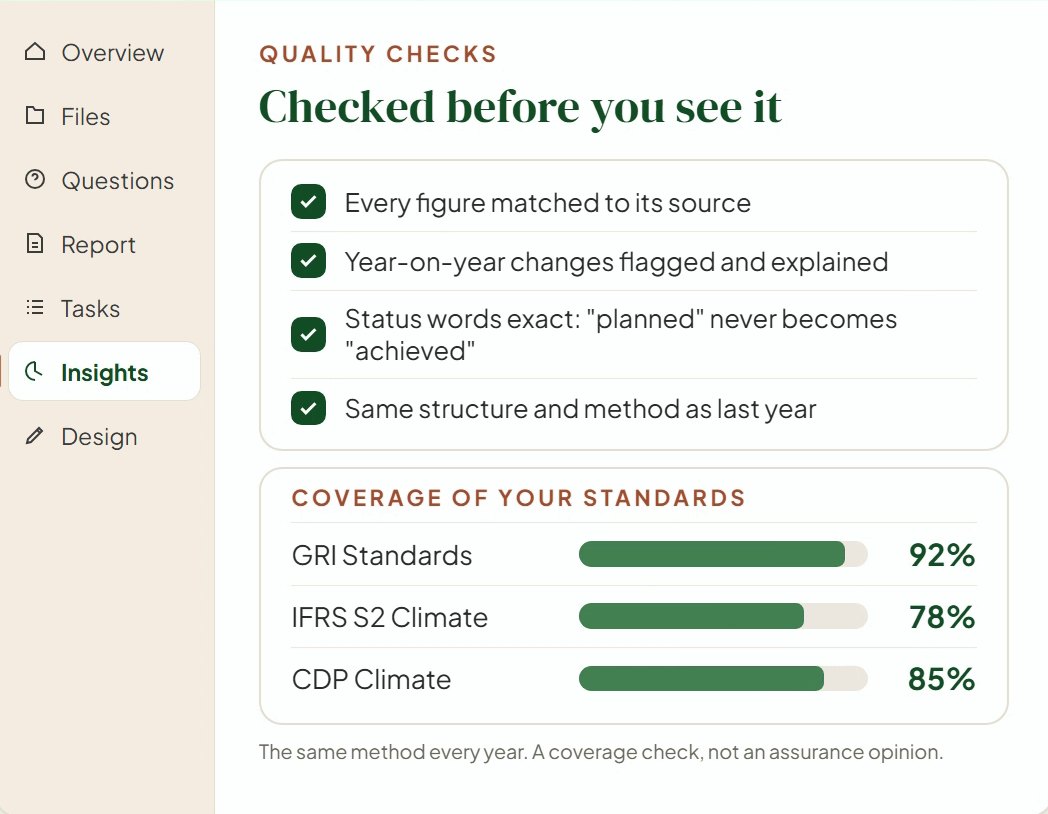 Overview
Files
Questions
Report
Tasks
Insights
Design
QUALITY CHECKS
Checked before you see it
Every figure matched to its source
Year-on-year changes flagged and explained
Status words exact: "planned" never becomes
"achieved"
Same structure and method as last year
COVERAGE OF YOUR STANDARDS
GRI Standards 92%
IFRS S2 Climate 78%
CDP Climate 85%
The same method every year. A coverage check, not an assurance opinion.